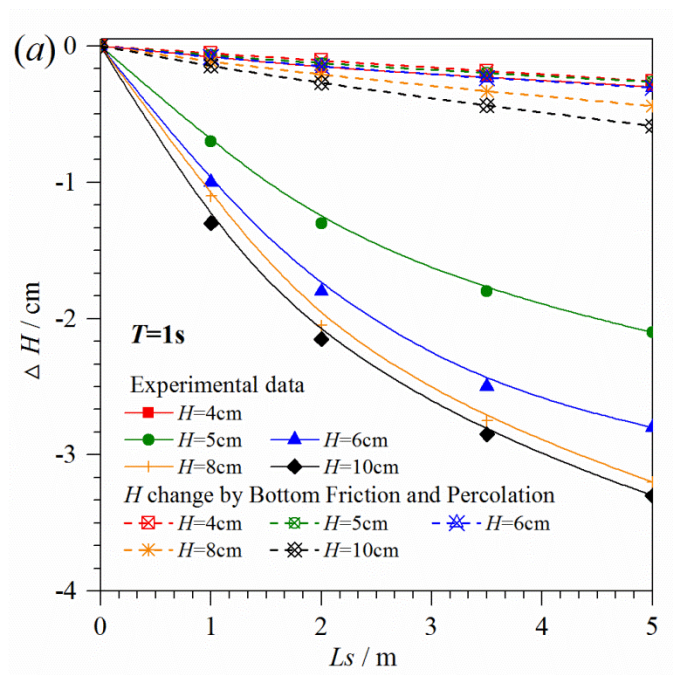 (a)
0
-1
-2
-3
-4
△ H / cm
T=1s
Experimental data
H=4cm
H=5cm H=6cm
H=8cm H=10cm
H change by Bottom Friction and Percolation
H=4cm H=5cm H=6cm
H=8cm H=10cm
0 1 2 3 4 5
Ls / m